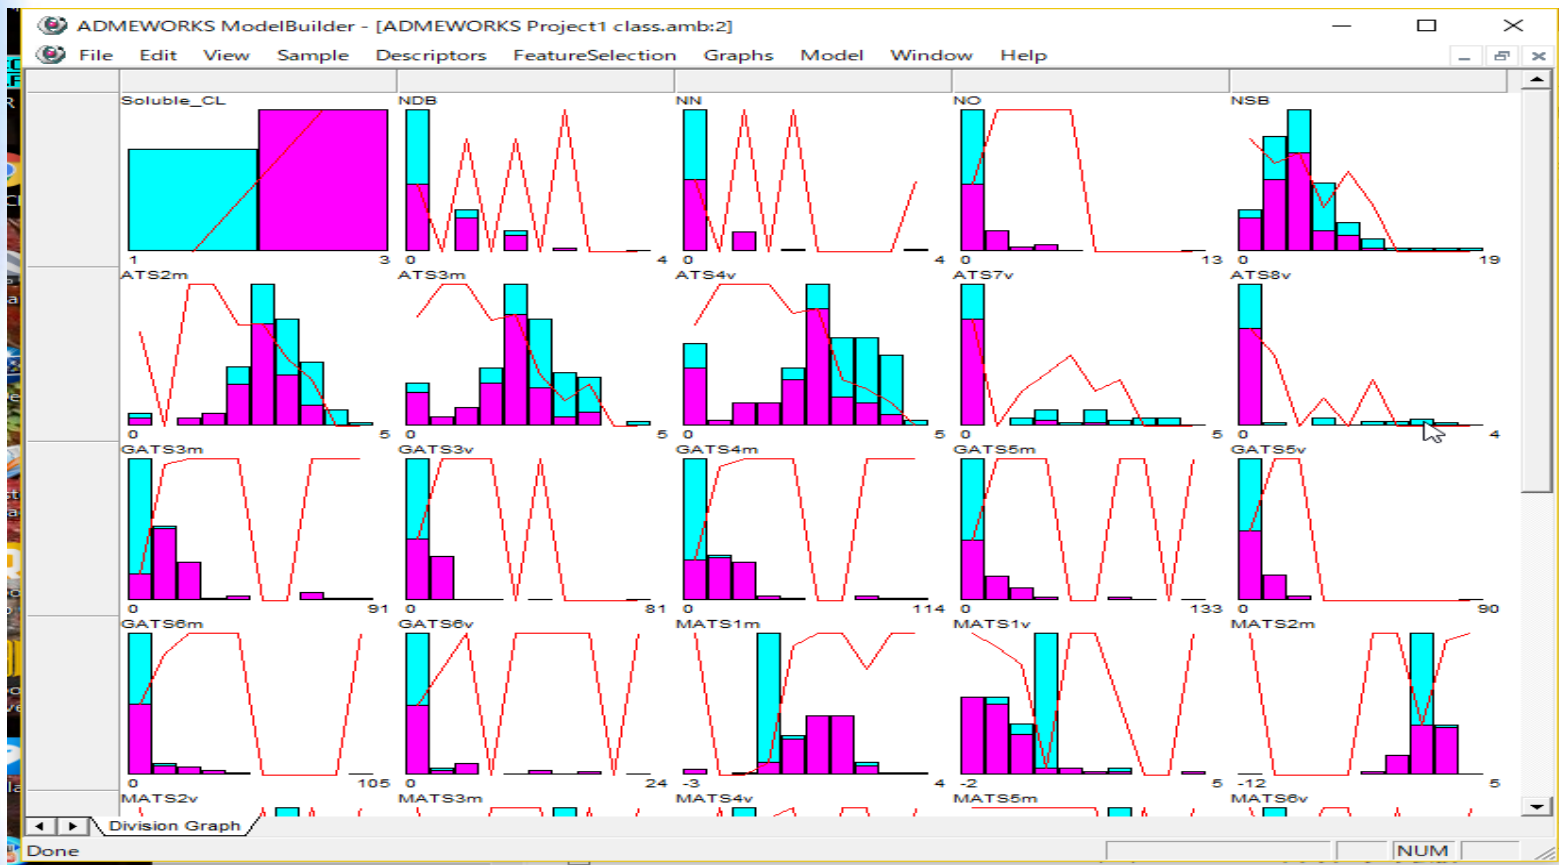 ADMEWORKS ModelBuilder - [ADMEWORKS Project1 class.amb:2]
File Edit View Sample Descriptors FeatureSelection Graphs Model Window Help
Soluble_CL NDB NN NO NSB
1 3 0 4 0 4 0 13 0 19
ATS2m ATS3m ATS4v ATS7v ATS8v
0 5 0 5 0 5 0 5 0 4
GATS3m GATS3v GATS4m GATS5m GATS5v
0 91 0 81 0 114 0 133 0 90
GATS6m GATS6v MATS1m MATS1v MATS2m
0 105 0 24 -3 4 -2 5 -12 5
MATS2v MATS3m MATS4v MATS5m MATS6v
Division Graph
Done NUM